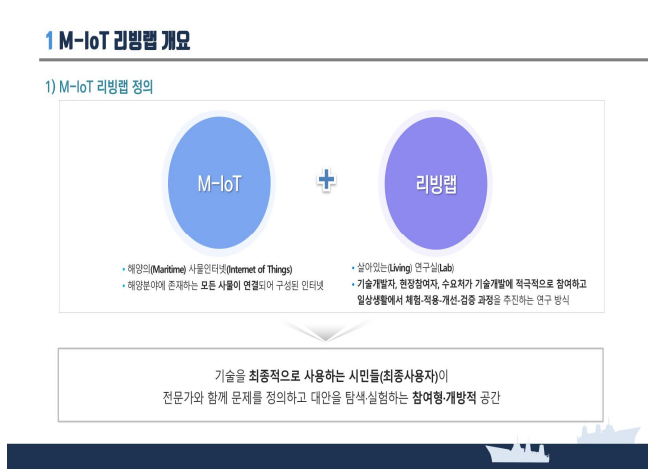 1 M-IoT 리빙랩 개요
1) M-IoT 리빙랩 정의
M-IoT
+
리빙랩
• 해양의(Maritime) 사물인터넷(Internet of Things)
• 해양분야에 존재하는 모든 사물이 연결되어 구성된 인터넷
• 살아있는(Living) 연구실(Lab)
• 기술개발자, 현장참여자, 수요처가 기술개발에 적극적으로 참여하고
일상생활에서 체험-적용-개선-검증 과정을 추진하는 연구 방식
기술을 최종적으로 사용하는 시민들(최종사용자)이
전문가와 함께 문제를 정의하고 대안을 탐색·실험하는 참여형·개방적 공간